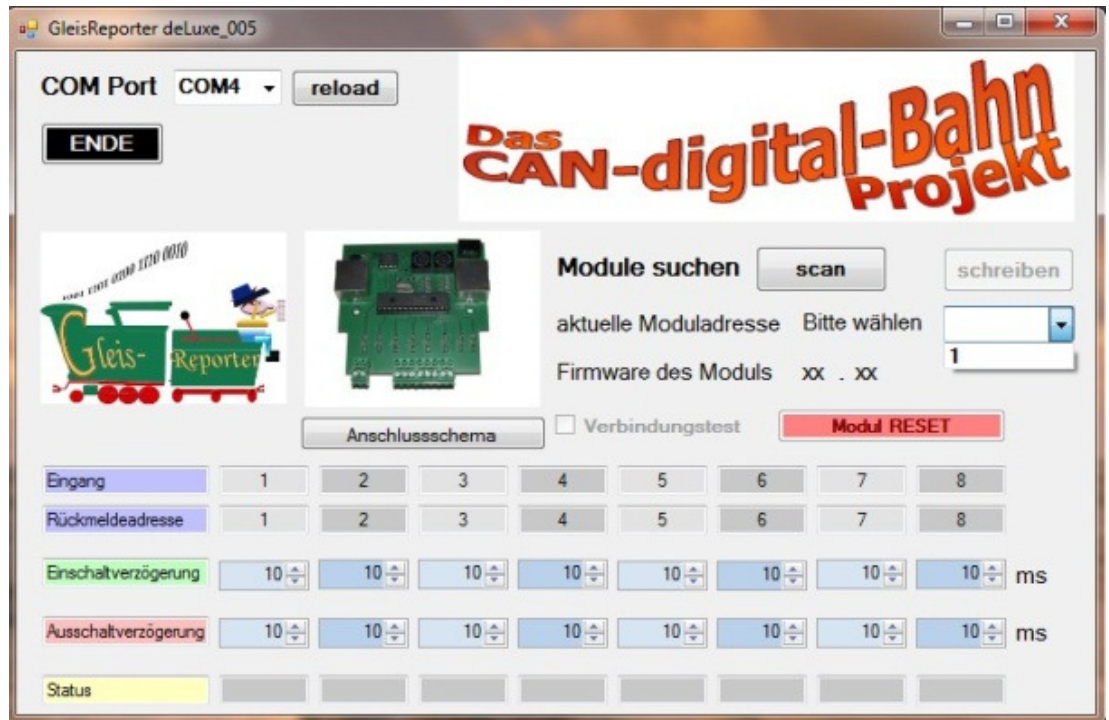 GleisReporter deLuxe_005
COM Port COM4 reload
ENDE
Das
CAN-digital-Bahn
Projekt
Gleis- Reporter
Module suchen scan schreiben
aktuelle Moduladresse Bitte wählen
1
Firmware des Moduls xx . xx
Anschlussschema Verbindungstest Modul RESET
Eingang 1 2 3 4 5 6 7 8
Rückmeldeadresse 1 2 3 4 5 6 7 8
Einschaltverzögerung 10 10 10 10 10 10 10 10 ms
Ausschaltverzögerung 10 10 10 10 10 10 10 10 ms
Status